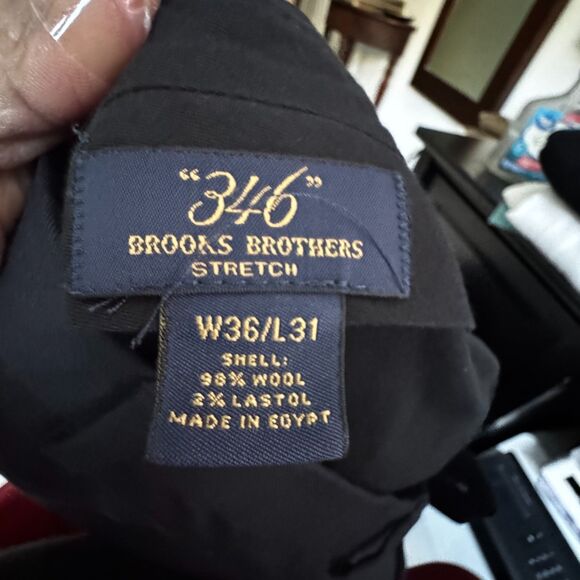 “346”
BROOKS BROTHERS
STRETCH
W36/L31
SHELL:
98% WOOL
2% LASTOL
MADE IN EGYPT